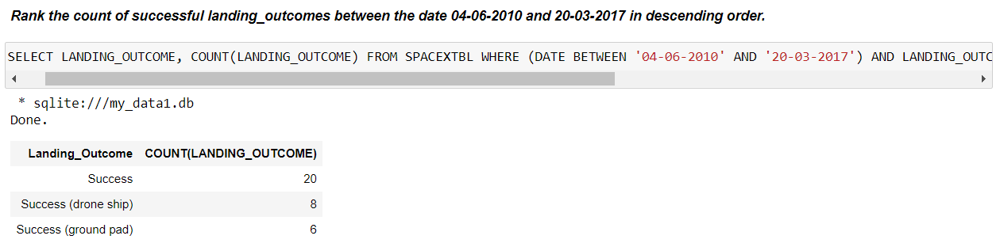 Rank the count of successful landing_outcomes between the date 04-06-2010 and 20-03-2017 in descending order.
SELECT LANDING_OUTCOME, COUNT(LANDING_OUTCOME) FROM SPACEXTBL WHERE (DATE BETWEEN '04-06-2010' AND '20-03-2017') AND LANDING_OUTC
* sqlite:///my_data1.db
Done.
Landing_Outcome COUNT(LANDING_OUTCOME)
Success 20
Success (drone ship) 8
Success (ground pad) 6